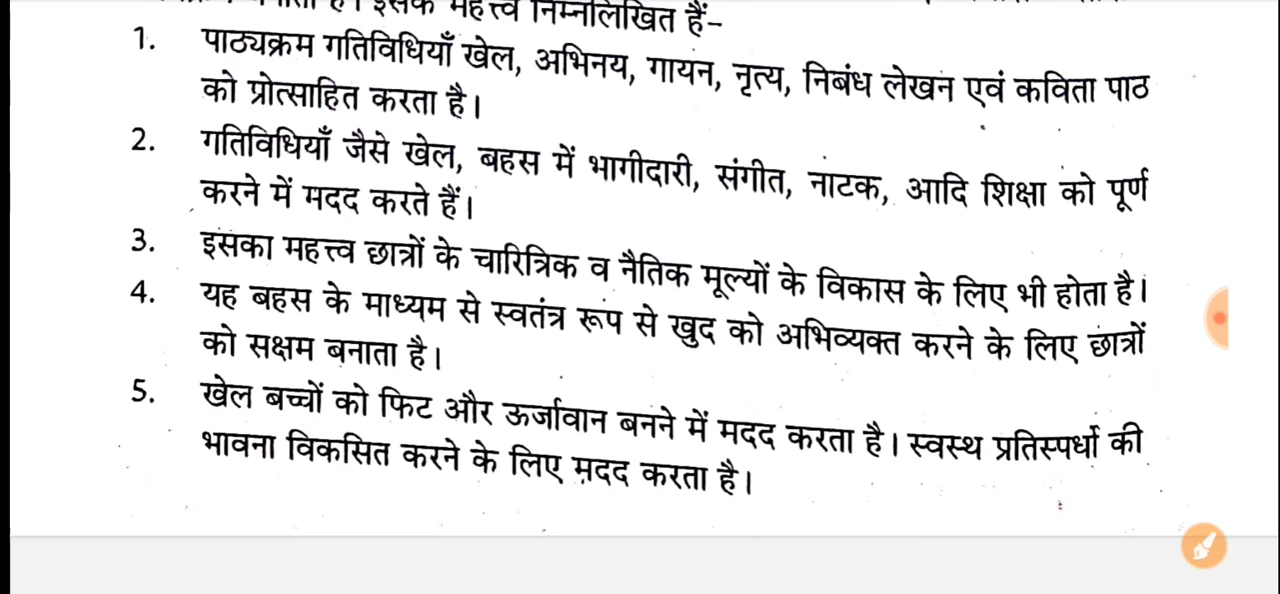 इसके महत्त्व निम्नलिखित हैं-
1. पाठ्यक्रम गतिविधियाँ खेल, अभिनय, गायन, नृत्य, निबंध लेखन एवं कविता पाठ
को प्रोत्साहित करता है।
2. गतिविधियाँ जैसे खेल, बहस में भागीदारी, संगीत, नाटक, आदि शिक्षा को पूर्ण
करने में मदद करते हैं।
3. इसका महत्त्व छात्रों के चारित्रिक व नैतिक मूल्यों के विकास के लिए भी होता है।
4. यह बहस के माध्यम से स्वतंत्र रूप से खुद को अभिव्यक्त करने के लिए छात्रों
को सक्षम बनाता है।
5. खेल बच्चों को फिट और ऊर्जावान बनने में मदद करता है। स्वस्थ प्रतिस्पर्धा की
भावना विकसित करने के लिए मदद करता है।